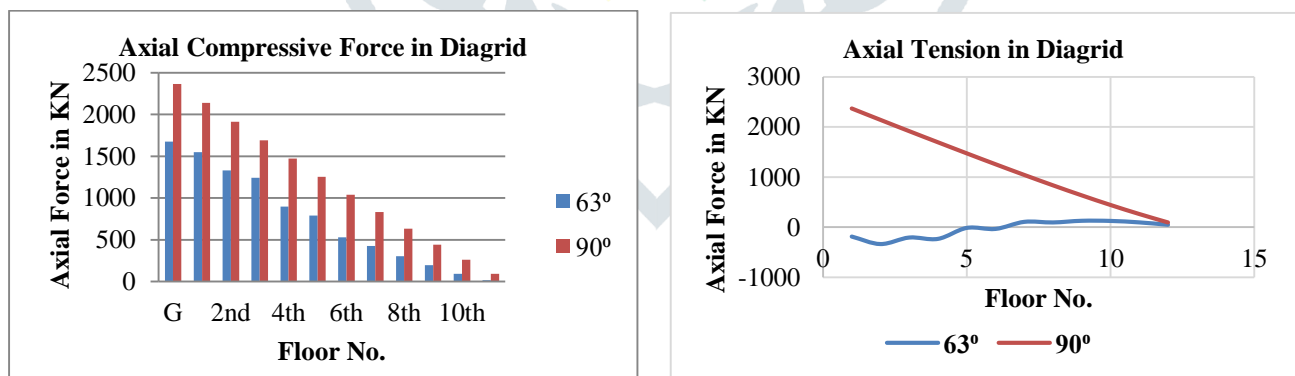 Axial Compressive Force in Diagrid
Axial Force in KN
2500
2000
1500
1000
500
0
G 2nd 4th 6th 8th 10th
Floor No.
63º
90º
Axial Tension in Diagrid
Axial Force in KN
3000
2000
1000
0
-1000
0 5 10 15
Floor No.
63º 90º